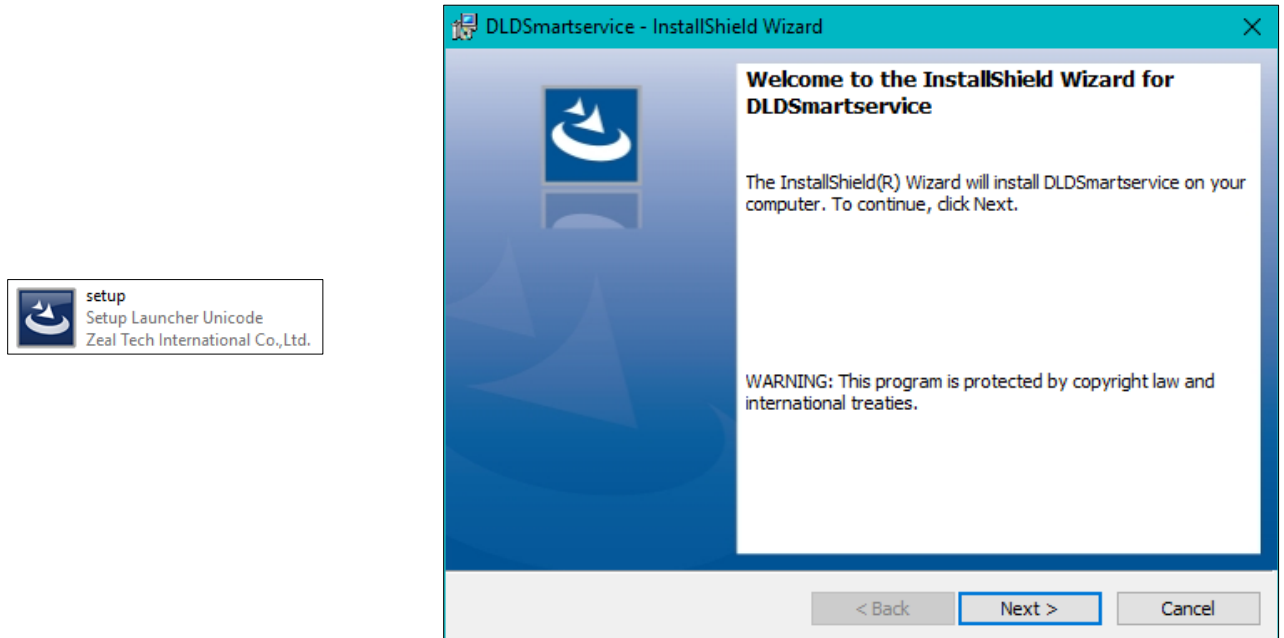 DLDSmartservice - InstallShield Wizard
Welcome to the InstallShield Wizard for
DLDSmartservice
The InstallShield(R) Wizard will install DLDSmartservice on your
computer. To continue, click Next.
setup
Setup Launcher Unicode
Zeal Tech International Co.,Ltd.
WARNING: This program is protected by copyright law and
international treaties.
< Back
Next >
Cancel